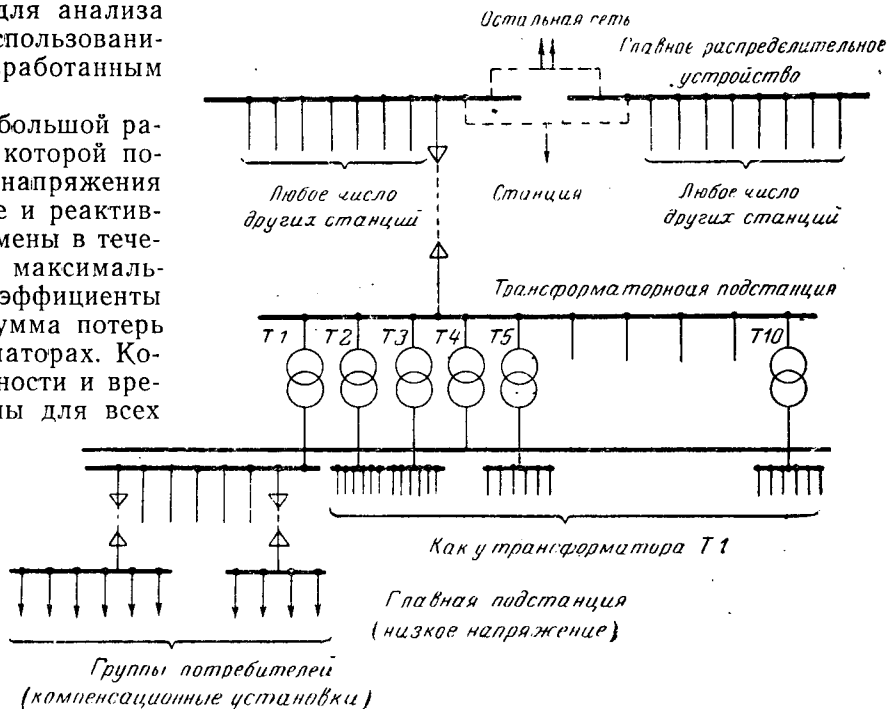 для анализа
спользовани-
работанным
большой ра-
которой по-
напряжения
е и реактив-
мены в тече-
максималь-
эффициенты
умма потерь
маторах. Ко-
ности и вре-
ны для всех
Остальная сеть
Главное распределительное
устройство
Любое число
других станций
Станция
Любое число
других станций
Трансформаторная подстанция
Т1 Т2 Т3 Т4 Т5 Т10
Как у трансформатора Т1
Главная подстанция
(низкое напряжение)
Группы потребителей
(компенсационные установки)